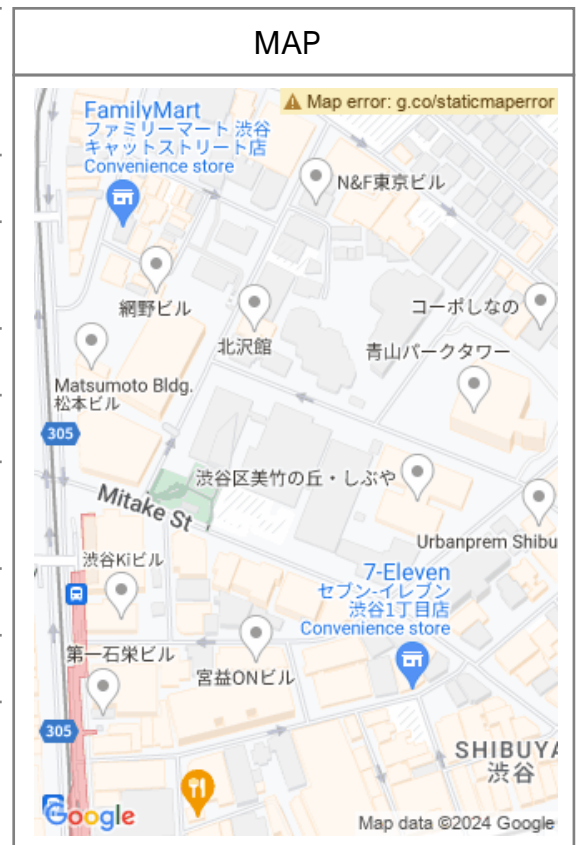 MAP
Map error: g.co/staticmaperror
FamilyMart
ファミリーマート 渋谷
キャットストリート店
Convenience store
N&F東京ビル
網野ビル
コーポしなの
北沢館
青山パークタワー
Matsumoto Bldg.
松本ビル
305
渋谷区美竹の丘・しぶや
Mitake St
Urbanprem Shibu
渋谷Kiビル
7-Eleven
セブン-イレブン
渋谷1丁目店
Convenience store
第一石栄ビル
宮益ONビル
305
SHIBUYA
渋谷
Google
Map data ©2024 Google